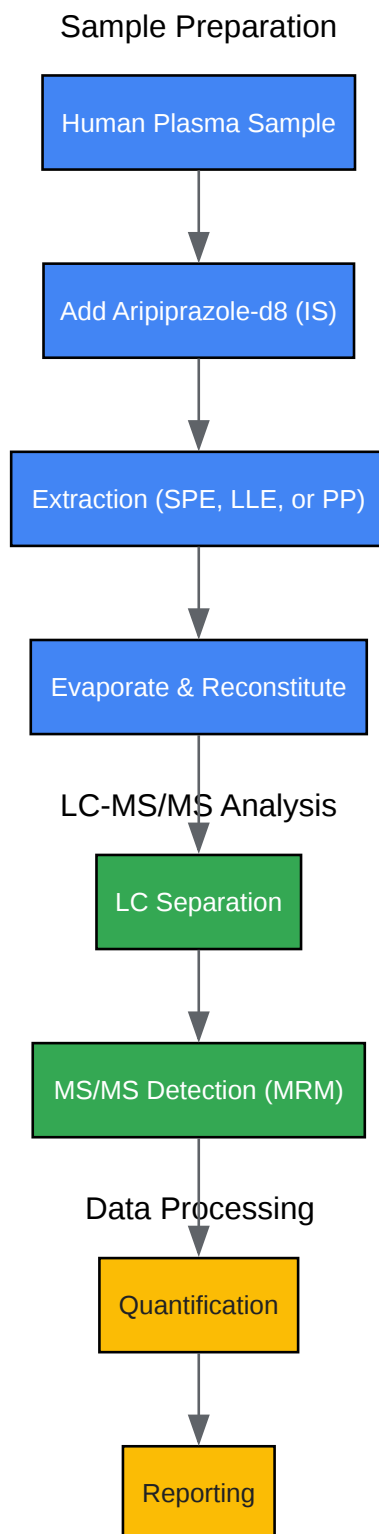 Sample Preparation
Human Plasma Sample
Add Aripiprazole-d8 (IS)
Extraction (SPE, LLE, or PP)
Evaporate & Reconstitute
LC-MS/MS Analysis
LC Separation
MS/MS Detection (MRM)
Data Processing
Quantification
Reporting